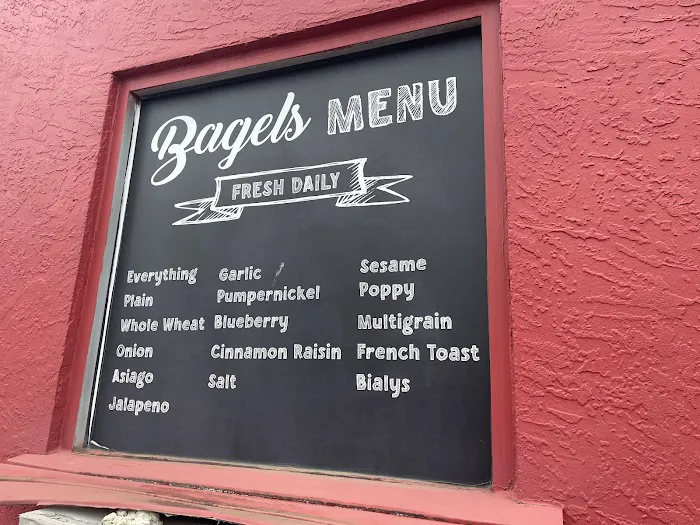 Bagels MENU
FRESH DAILY
Everything
Plain
Whole Wheat
Onion
Asiago
Jalapeno
Garlic
Pumpernickel
Blueberry
Cinnamon Raisin
Salt
Sesame
Poppy
Multigrain
French Toast
Bialys